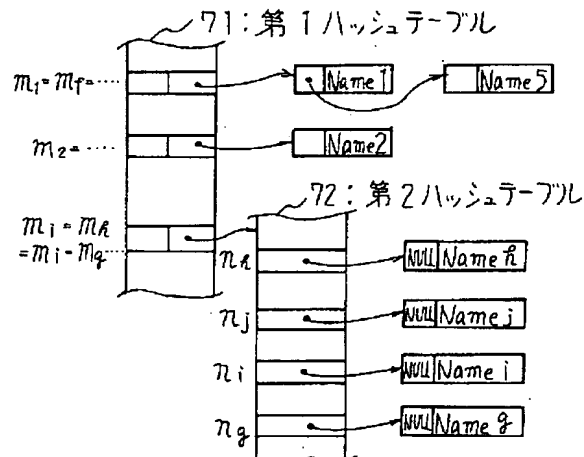 71:第1ハッシュテーブル
m1=mf=‥‥
Name1
Name5
m2=‥‥
Name2
72:第2ハッシュテーブル
mj=mh
=mi-mg
nh
NULL Name h
nj
NULL Name j
ni
NULL Name i
ng
NULL Name g